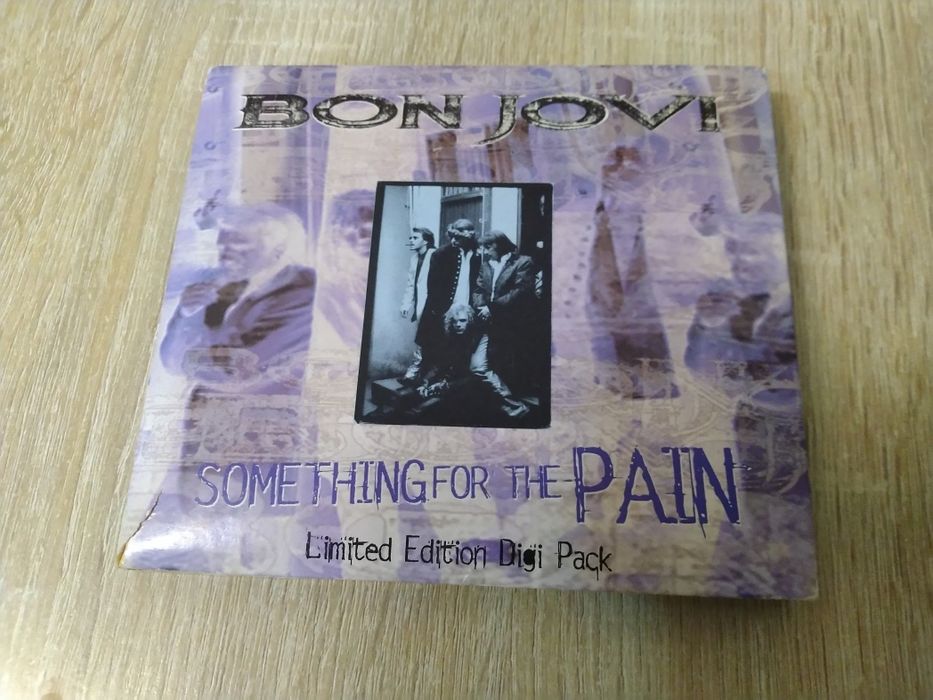 BON JOVI
SOMETHING FOR THE PAIN
Limited Edition Digi Pack